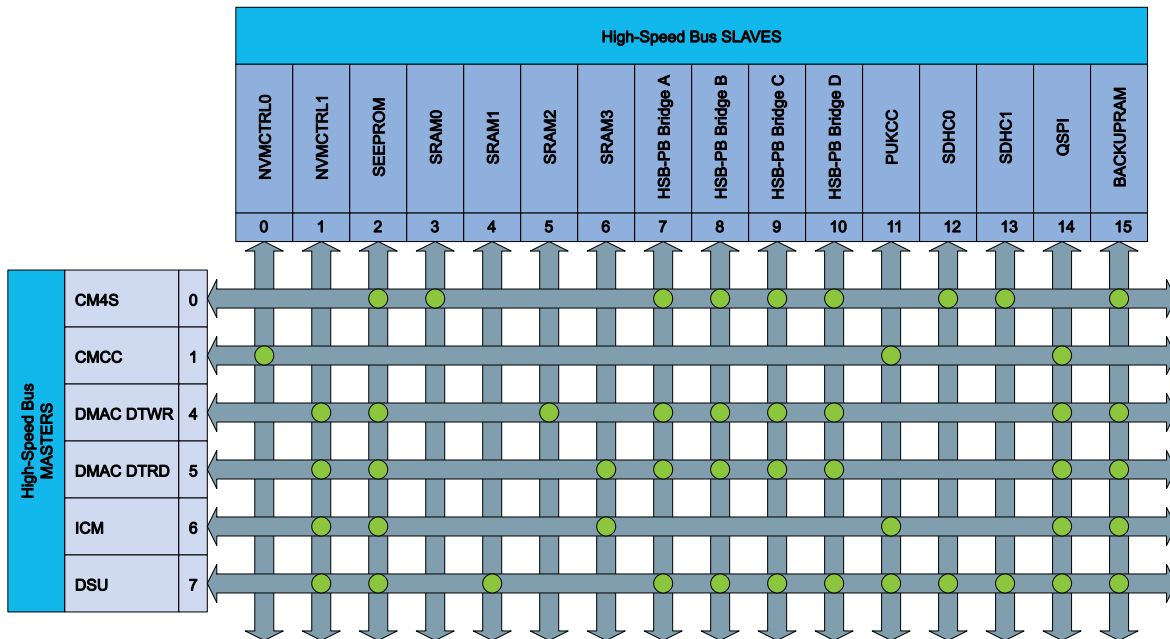 High-Speed Bus SLAVES
NVMCTRL0
NVMCTRL1
SEEPROM
SRAM0
SRAM1
SRAM2
SRAM3
HSB-PB Bridge A
HSB-PB Bridge B
HSB-PB Bridge C
HSB-PB Bridge D
PUKCC
SDHC0
SDHC1
QSPI
BACKUPRAM
0 1 2 3 4 5 6 7 8 9 10 11 12 13 14 15
High-Speed Bus
MASTERS
CM4S 0
CMCC 1
DMAC DTWR 4
DMAC DTRD 5
ICM 6
DSU 7